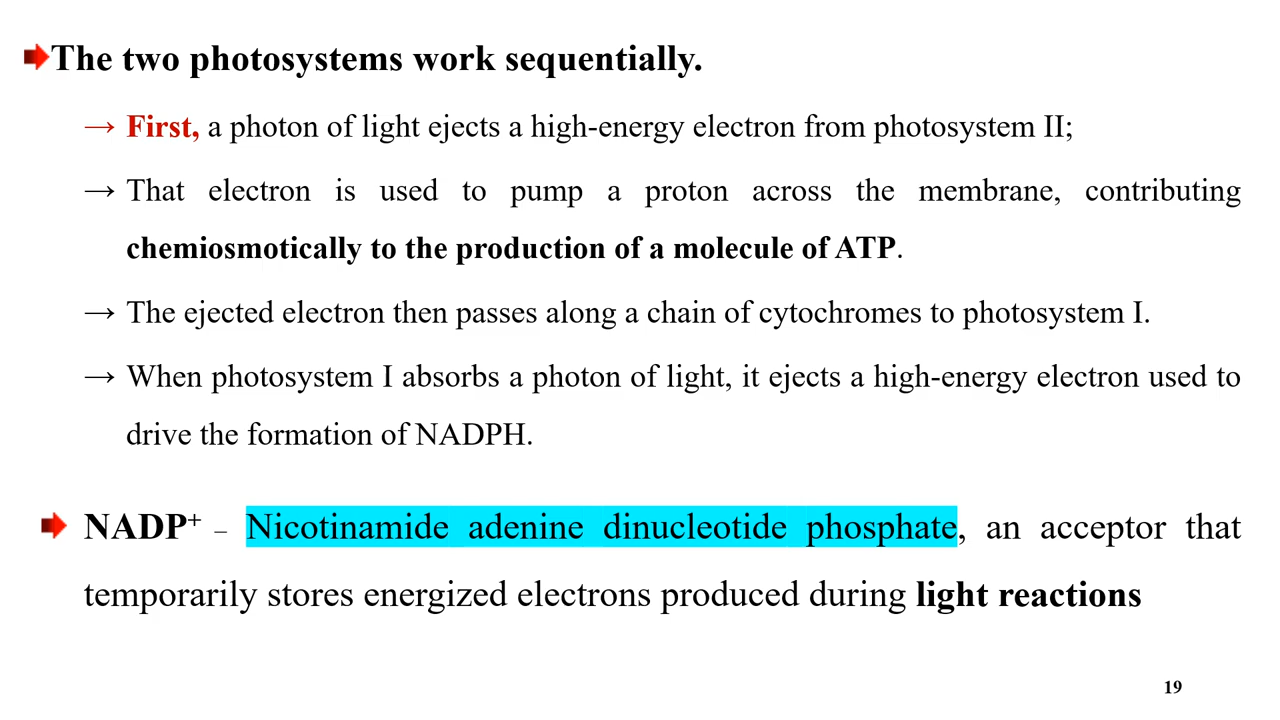 The two photosystems work sequentially.
→ First, a photon of light ejects a high-energy electron from photosystem II;
→ That electron is used to pump a proton across the membrane, contributing
chemiosmotically to the production of a molecule of ATP.
→ The ejected electron then passes along a chain of cytochromes to photosystem I.
→ When photosystem I absorbs a photon of light, it ejects a high-energy electron used to
drive the formation of NADPH.
NADP⁺ – Nicotinamide adenine dinucleotide phosphate, an acceptor that
temporarily stores energized electrons produced during light reactions
19